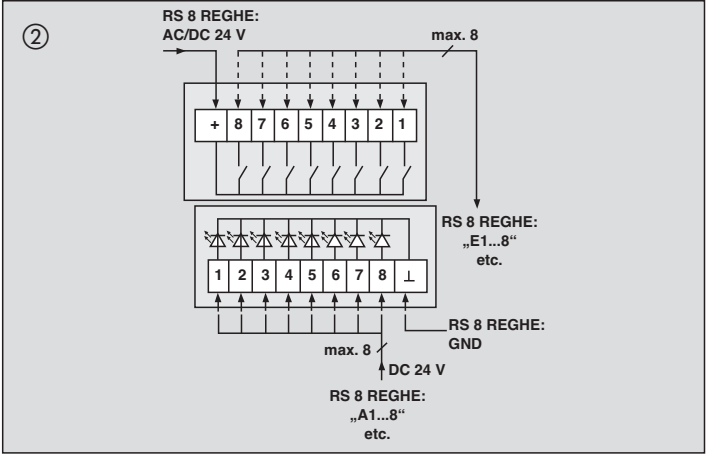 ②
RS 8 REGHE:
AC/DC 24 V
max. 8
+ 8 7 6 5 4 3 2 1
RS 8 REGHE:
„E1...8“
etc.
1 2 3 4 5 6 7 8 ⊥
RS 8 REGHE:
GND
max. 8
DC 24 V
RS 8 REGHE:
„A1...8“
etc.